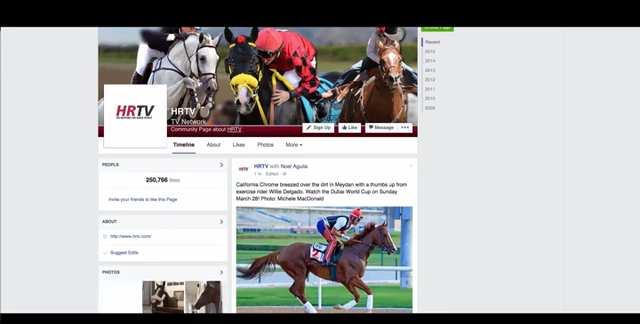 Create Page
Recent
2015
2014
2013
2012
2011
2010
2009
HRTV
HRTV
TV Network
Community Page about HRTV
Sign Up
Like
Message
Timeline
About
Likes
Photos
More
PEOPLE
250,766 likes
Invite your friends to like this Page
ABOUT
http://www.hrtv.com/
Suggest Edits
PHOTOS
HRTV
HRTV with Noel Aguila
1 hr · Edited ·
California Chrome breezed over the dirt in Meydan with a thumbs up from
exercise rider Willie Delgado. Watch the Dubai World Cup on Sunday
March 28! Photo: Michele MacDonald